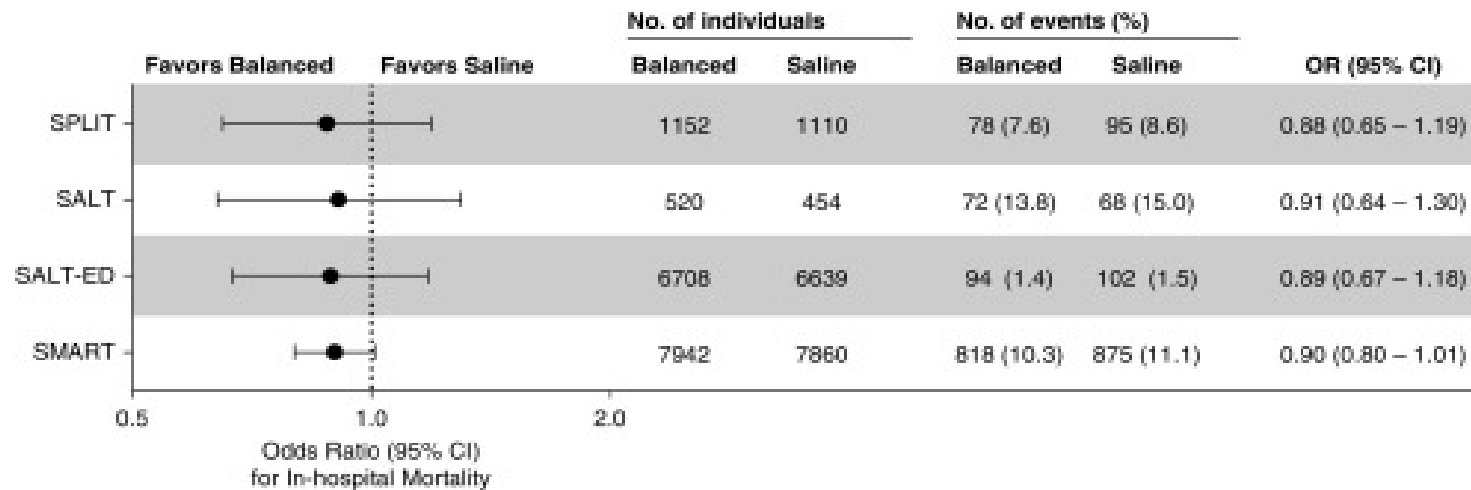 No. of individuals No. of events (%)
Favors Balanced Favors Saline Balanced Saline Balanced Saline OR (95% CI)
SPLIT 1152 1110 78 (7.6) 95 (8.6) 0.88 (0.65 – 1.19)
SALT 520 454 72 (13.8) 68 (15.0) 0.91 (0.64 – 1.30)
SALT-ED 6708 6639 94 (1.4) 102 (1.5) 0.89 (0.67 – 1.18)
SMART 7942 7860 818 (10.3) 875 (11.1) 0.90 (0.80 – 1.01)
0.5 1.0 2.0
Odds Ratio (95% CI)
for In-hospital Mortality